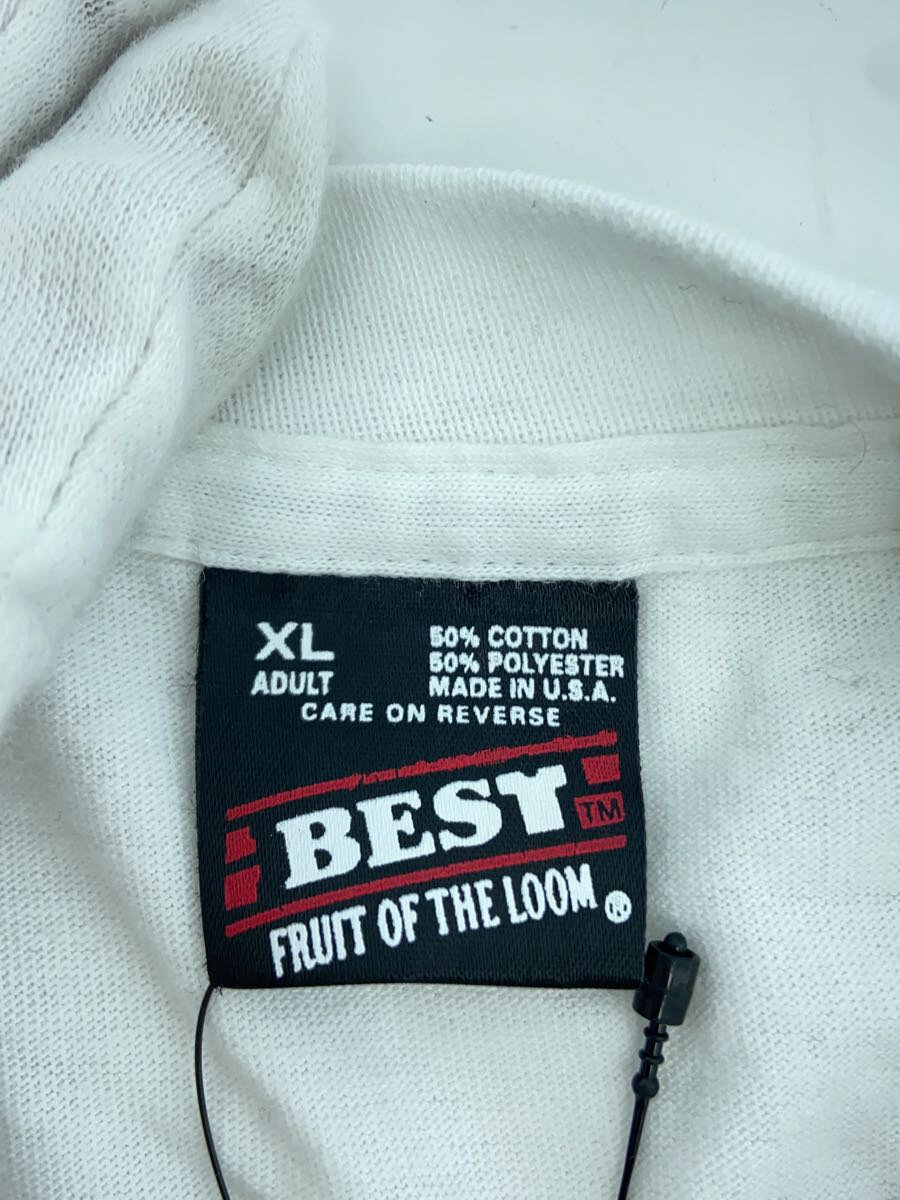 XL
ADULT
50% COTTON
50% POLYESTER
MADE IN U.S.A.
CARE ON REVERSE
BEST TM
FRUIT OF THE LOOM ®